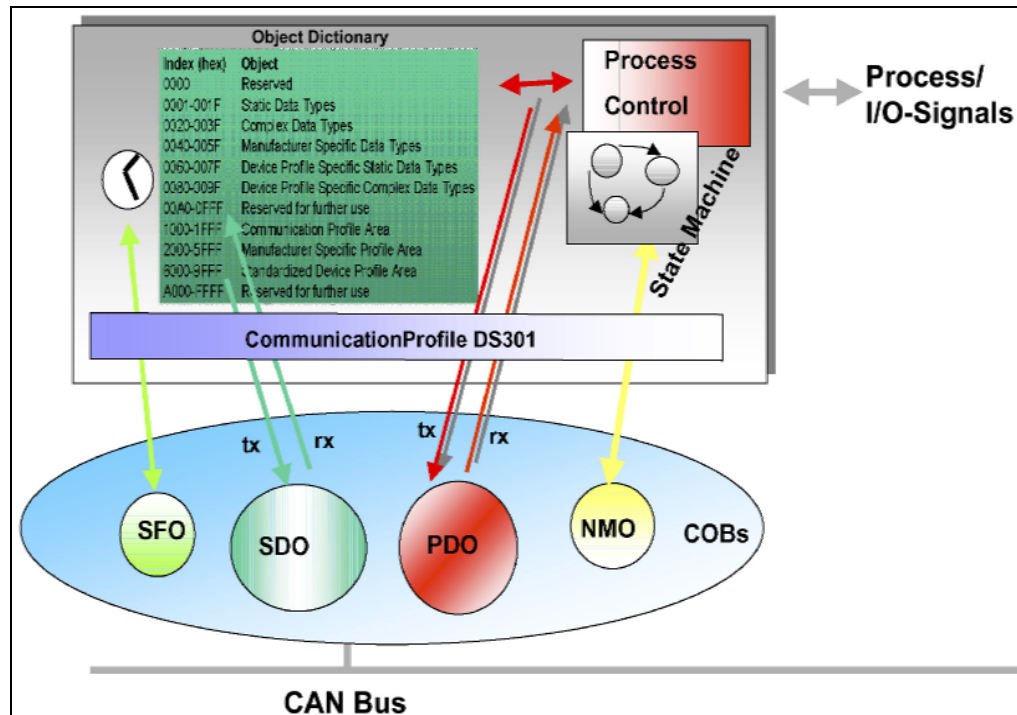 Object Dictionary
Index (hex) Object
0000 Reserved
0001-001F Static Data Types
0020-003F Complex Data Types
0040-005F Manufacturer Specific Data Types
0060-007F Device Profile Specific Static Data Types
0080-009F Device Profile Specific Complex Data Types
00A0-0FFF Reserved for further use
1000-1FFF Communication Profile Area
2000-5FFF Manufacturer Specific Profile Area
6000-9FFF Standardized Device Profile Area
A000-FFFF Reserved for further use
Process
Control
State Machine
Process/
I/O-Signals
CommunicationProfile DS301
tx
rx
tx
rx
SFO
SDO
PDO
NMO
COBs
CAN Bus